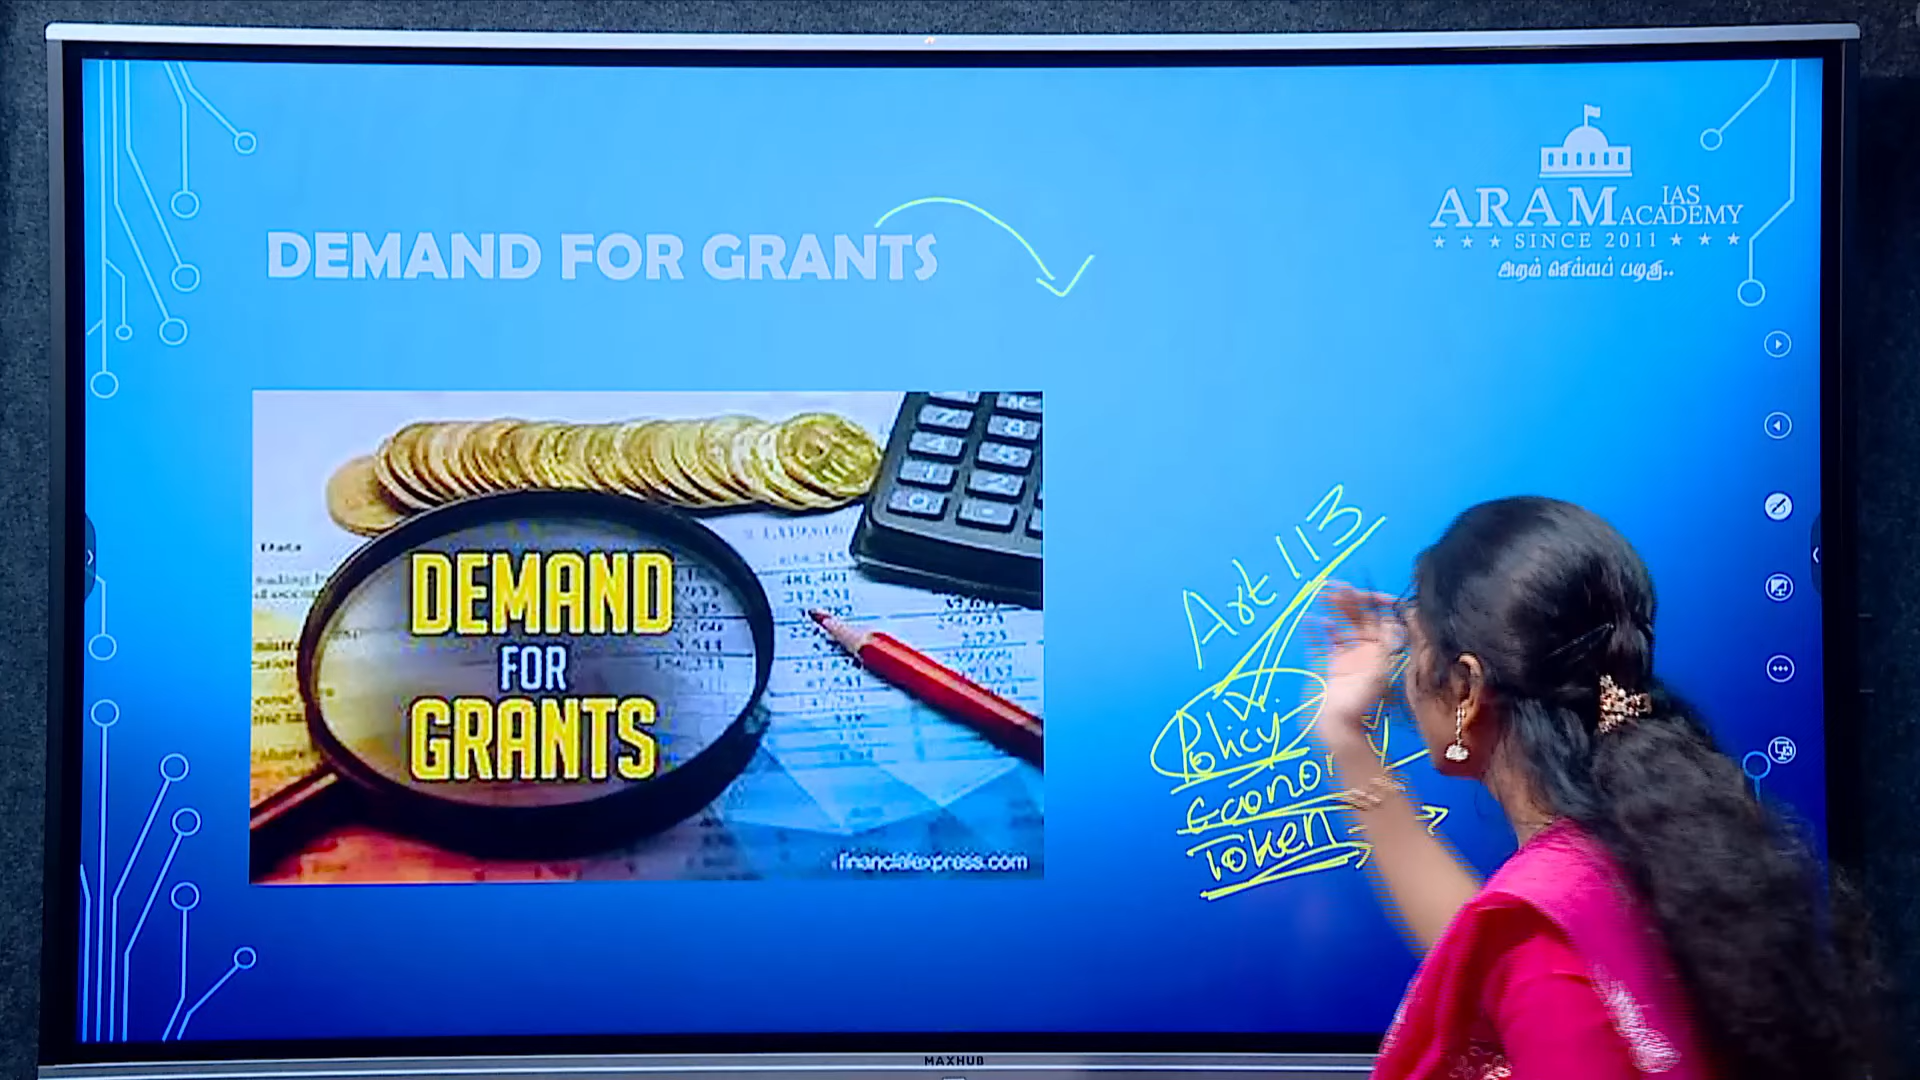 DEMAND FOR GRANTS
ARAM IAS ACADEMY
SINCE 2011
அறம் செய்யப் பழகு..
Data
DEMAND
FOR
GRANTS
financialexpress.com
Art 113
Policy
Token
MAXHUB